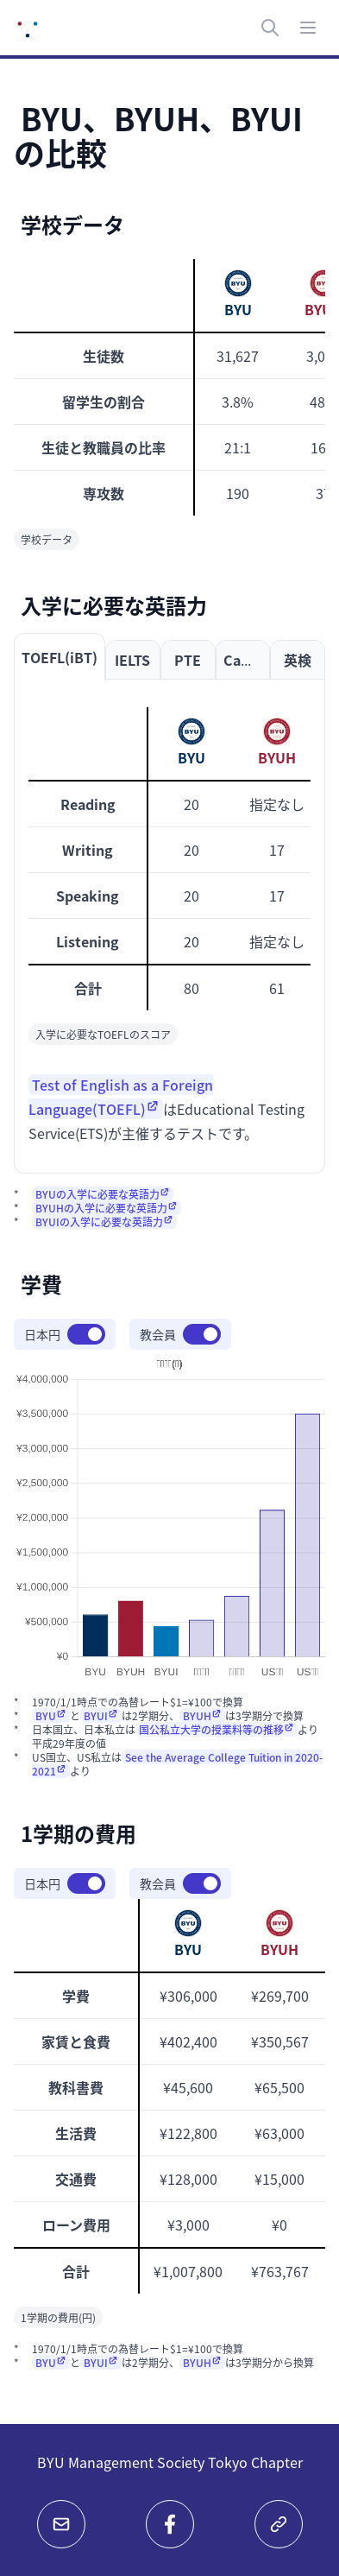 BYU、BYUH、BYUI
の比較
学校データ
BYU
生徒数 31,627
留学生の割合 3.8%
生徒と教職員の比率 21:1
専攻数 190
学校データ
入学に必要な英語力
TOEFL(iBT) IELTS PTE Ca... 英検
BYU BYUH
Reading 20 指定なし
Writing 20 17
Speaking 20 17
Listening 20 指定なし
合計 80 61
入学に必要なTOEFLのスコア
Test of English as a Foreign
Language(TOEFL) はEducational Testing
Service(ETS)が主催するテストです。
* BYUの入学に必要な英語力
* BYUHの入学に必要な英語力
* BYUIの入学に必要な英語力
学費
日本円 教会員
¥4,000,000
¥3,500,000
¥3,000,000
¥2,500,000
¥2,000,000
¥1,500,000
¥1,000,000
¥500,000
¥0
BYU BYUH BYUI US US
* 1970/1/1時点での為替レート$1=¥100で換算
* BYU と BYUI は2学期分、 BYUH は3学期分で換算
* 日本国立、日本私立は 国公私立大学の授業料等の推移 より
平成29年度の値
* US国立、US私立は See the Average College Tuition in 2020-
2021 より
1学期の費用
日本円 教会員
BYU BYUH
学費 ¥306,000 ¥269,700
家賃と食費 ¥402,400 ¥350,567
教科書費 ¥45,600 ¥65,500
生活費 ¥122,800 ¥63,000
交通費 ¥128,000 ¥15,000
ローン費用 ¥3,000 ¥0
合計 ¥1,007,800 ¥763,767
1学期の費用(円)
* 1970/1/1時点での為替レート$1=¥100で換算
* BYU と BYUI は2学期分、 BYUH は3学期分から換算
BYU Management Society Tokyo Chapter